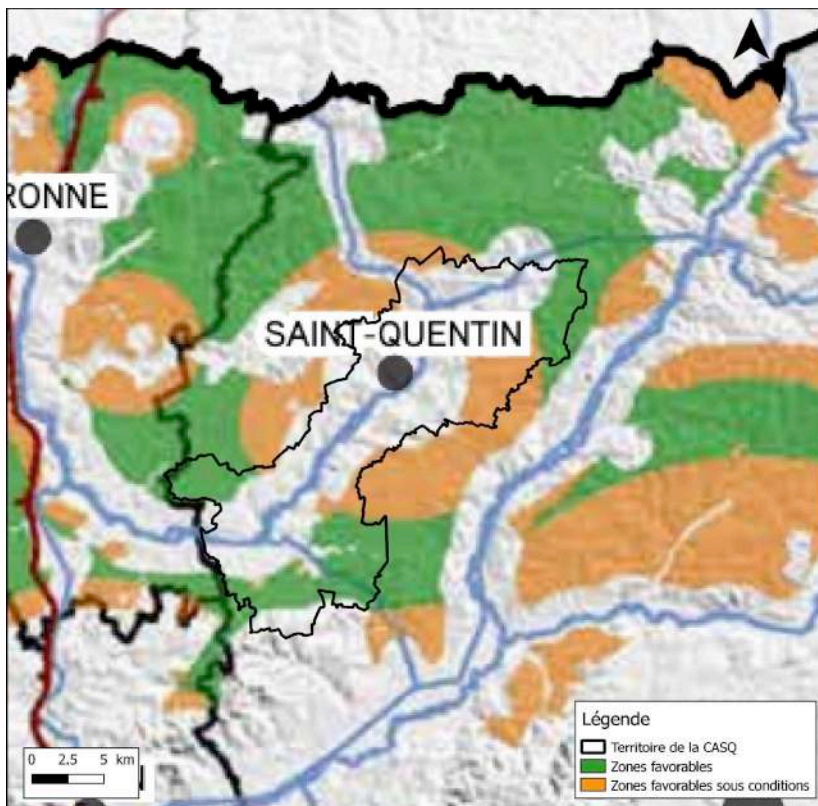 RONNE
SAINT-QUENTIN
Légende
Territoire de la CASQ
Zones favorables
Zones favorables sous conditions
0 2.5 5 km
N